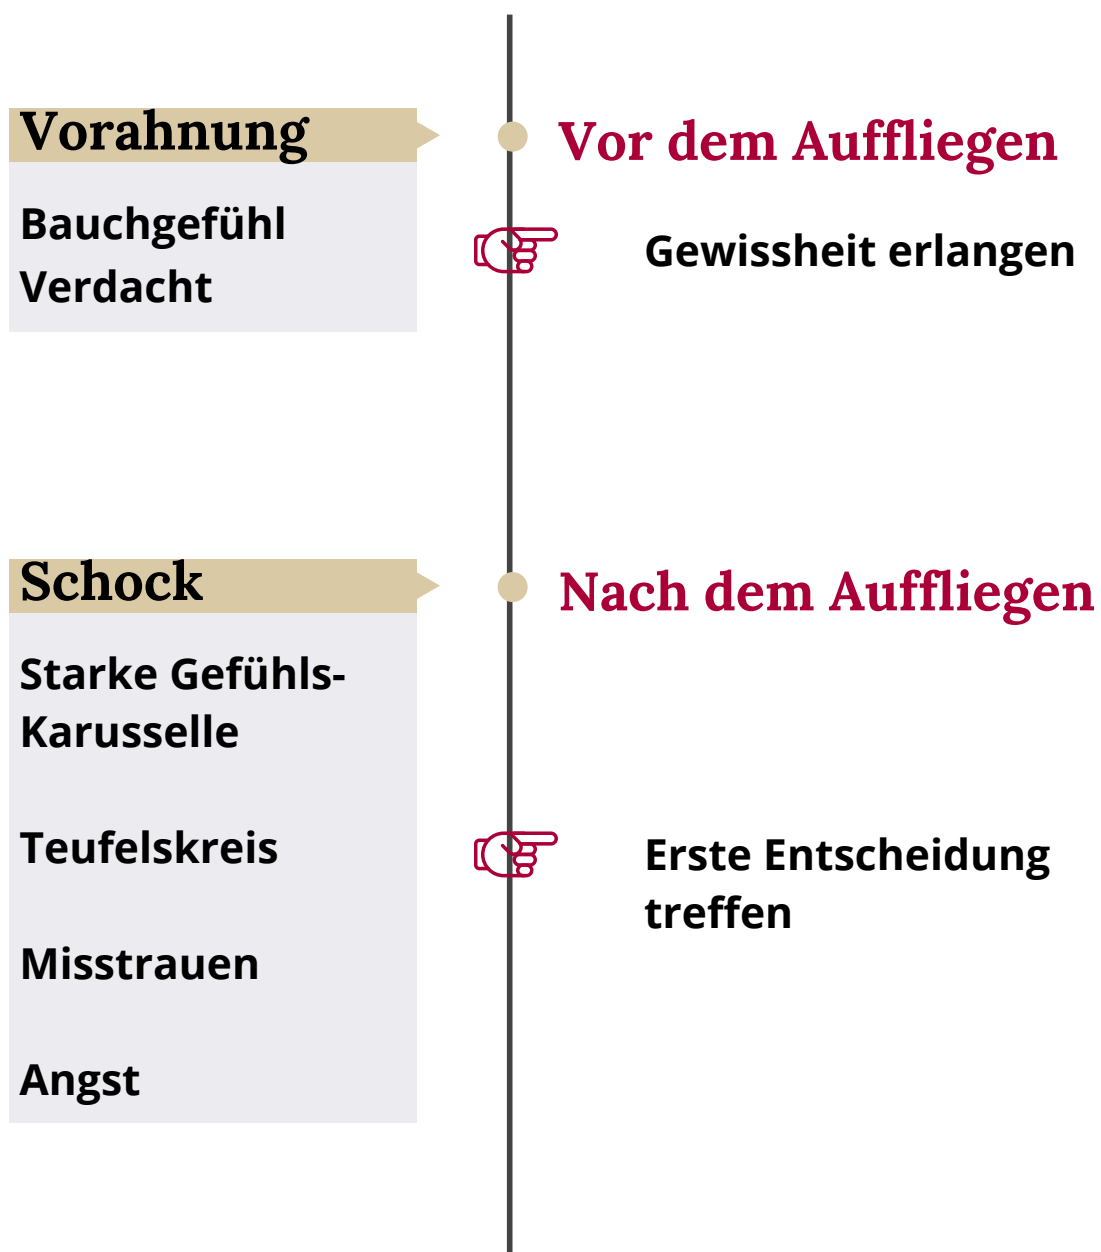 Vorahnung
Vor dem Auffliegen
Bauchgefühl
Verdacht
Gewissheit erlangen
Schock
Nach dem Auffliegen
Starke Gefühls-
Karusselle
Teufelskreis
Misstrauen
Angst
Erste Entscheidung
treffen